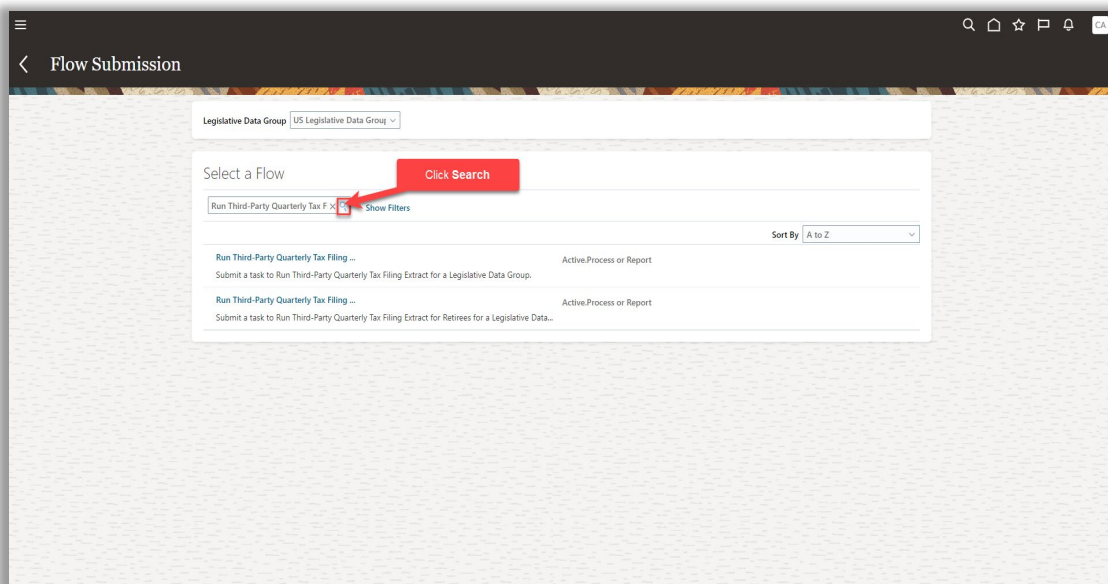 CA
Flow Submission
Legislative Data Group US Legislative Data Group
Select a Flow
Click Search
Run Third-Party Quarterly Tax F
Show Filters
Sort By A to Z
Run Third-Party Quarterly Tax Filing ...
Active.Process or Report
Submit a task to Run Third-Party Quarterly Tax Filing Extract for a Legislative Data Group.
Run Third-Party Quarterly Tax Filing ...
Active.Process or Report
Submit a task to Run Third-Party Quarterly Tax Filing Extract for Retirees for a Legislative Data...